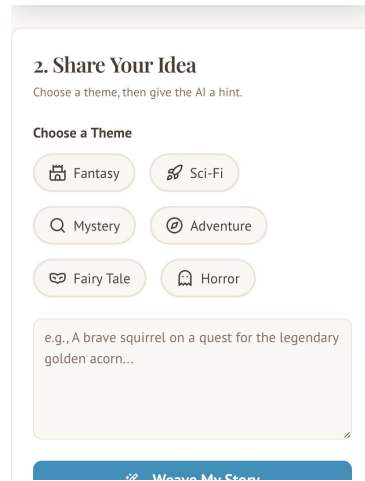 2. Share Your Idea
Choose a theme, then give the AI a hint.
Choose a Theme
Fantasy
Sci-Fi
Mystery
Adventure
Fairy Tale
Horror
e.g., A brave squirrel on a quest for the legendary
golden acorn...
Weave My Story